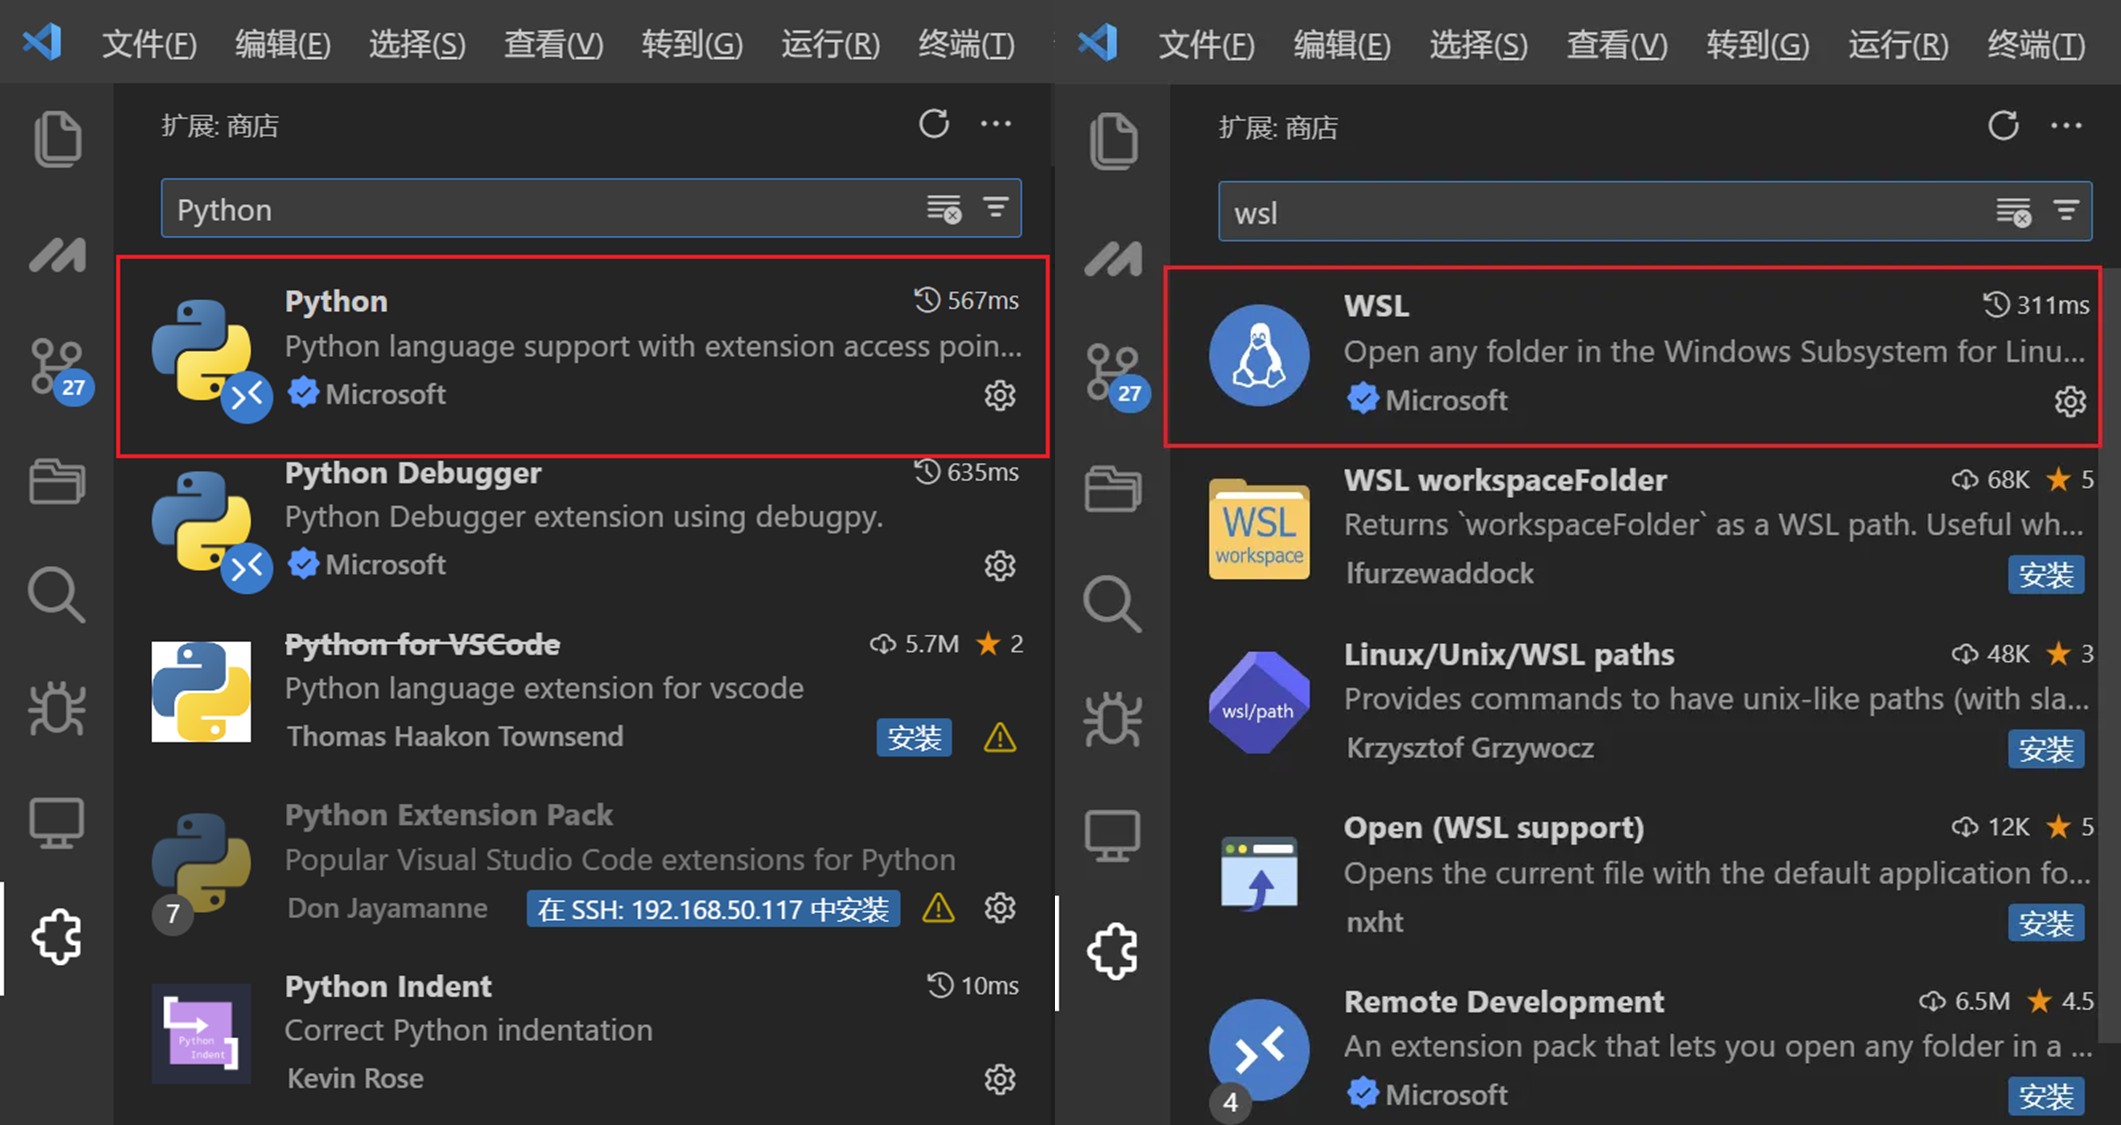 文件(F) 编辑(E) 选择(S) 查看(V) 转到(G) 运行(R) 终端(T)
扩展: 商店
Python
Python 567ms
Python language support with extension access poin...
Microsoft
27
Python Debugger 635ms
Python Debugger extension using debugpy.
Microsoft
Python for VSCode 5.7M 2
Python language extension for vscode
Thomas Haakon Townsend 安装
Python Extension Pack
Popular Visual Studio Code extensions for Python
7 Don Jayamanne 在 SSH: 192.168.50.117 中安装
Python Indent 10ms
Correct Python indentation
Python
Indent
Kevin Rose
文件(F) 编辑(E) 选择(S) 查看(V) 转到(G) 运行(R) 终端(T)
扩展: 商店
wsl
WSL 311ms
Open any folder in the Windows Subsystem for Linu...
Microsoft
27
WSL workspaceFolder 68K 5
WSL
workspace
Returns `workspaceFolder` as a WSL path. Useful wh...
lfurzewaddock 安装
Linux/Unix/WSL paths 48K 3
wsl/path
Provides commands to have unix-like paths (with sla...
Krzysztof Grzywocz 安装
Open (WSL support) 12K 5
Opens the current file with the default application fo...
nxht 安装
Remote Development 6.5M 4.5
An extension pack that lets you open any folder in a ...
4 Microsoft 安装